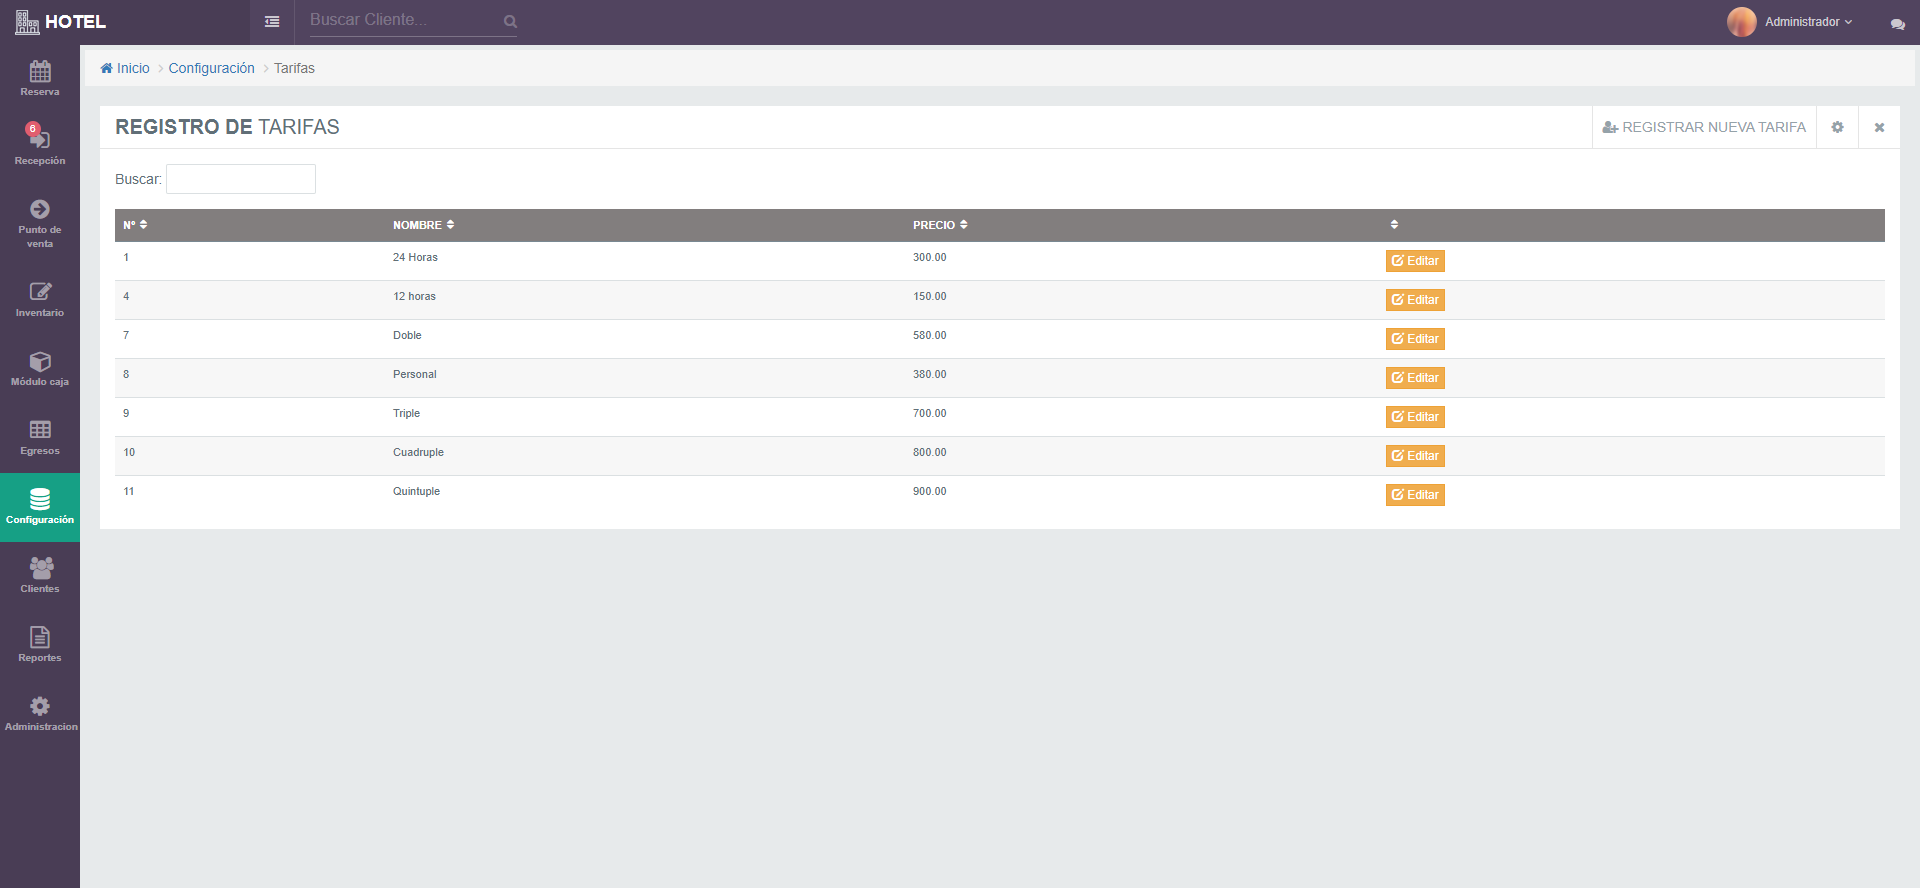 HOTEL
Buscar Cliente...
Administrador
Reserva
6
Recepción
Punto de
venta
Inventario
Módulo caja
Egresos
Configuración
Clientes
Reportes
Administracion
Inicio > Configuración > Tarifas
REGISTRO DE TARIFAS
REGISTRAR NUEVA TARIFA
Buscar:
Nº NOMBRE PRECIO
1 24 Horas 300.00 Editar
4 12 horas 150.00 Editar
7 Doble 580.00 Editar
8 Personal 380.00 Editar
9 Triple 700.00 Editar
10 Cuadruple 800.00 Editar
11 Quintuple 900.00 Editar